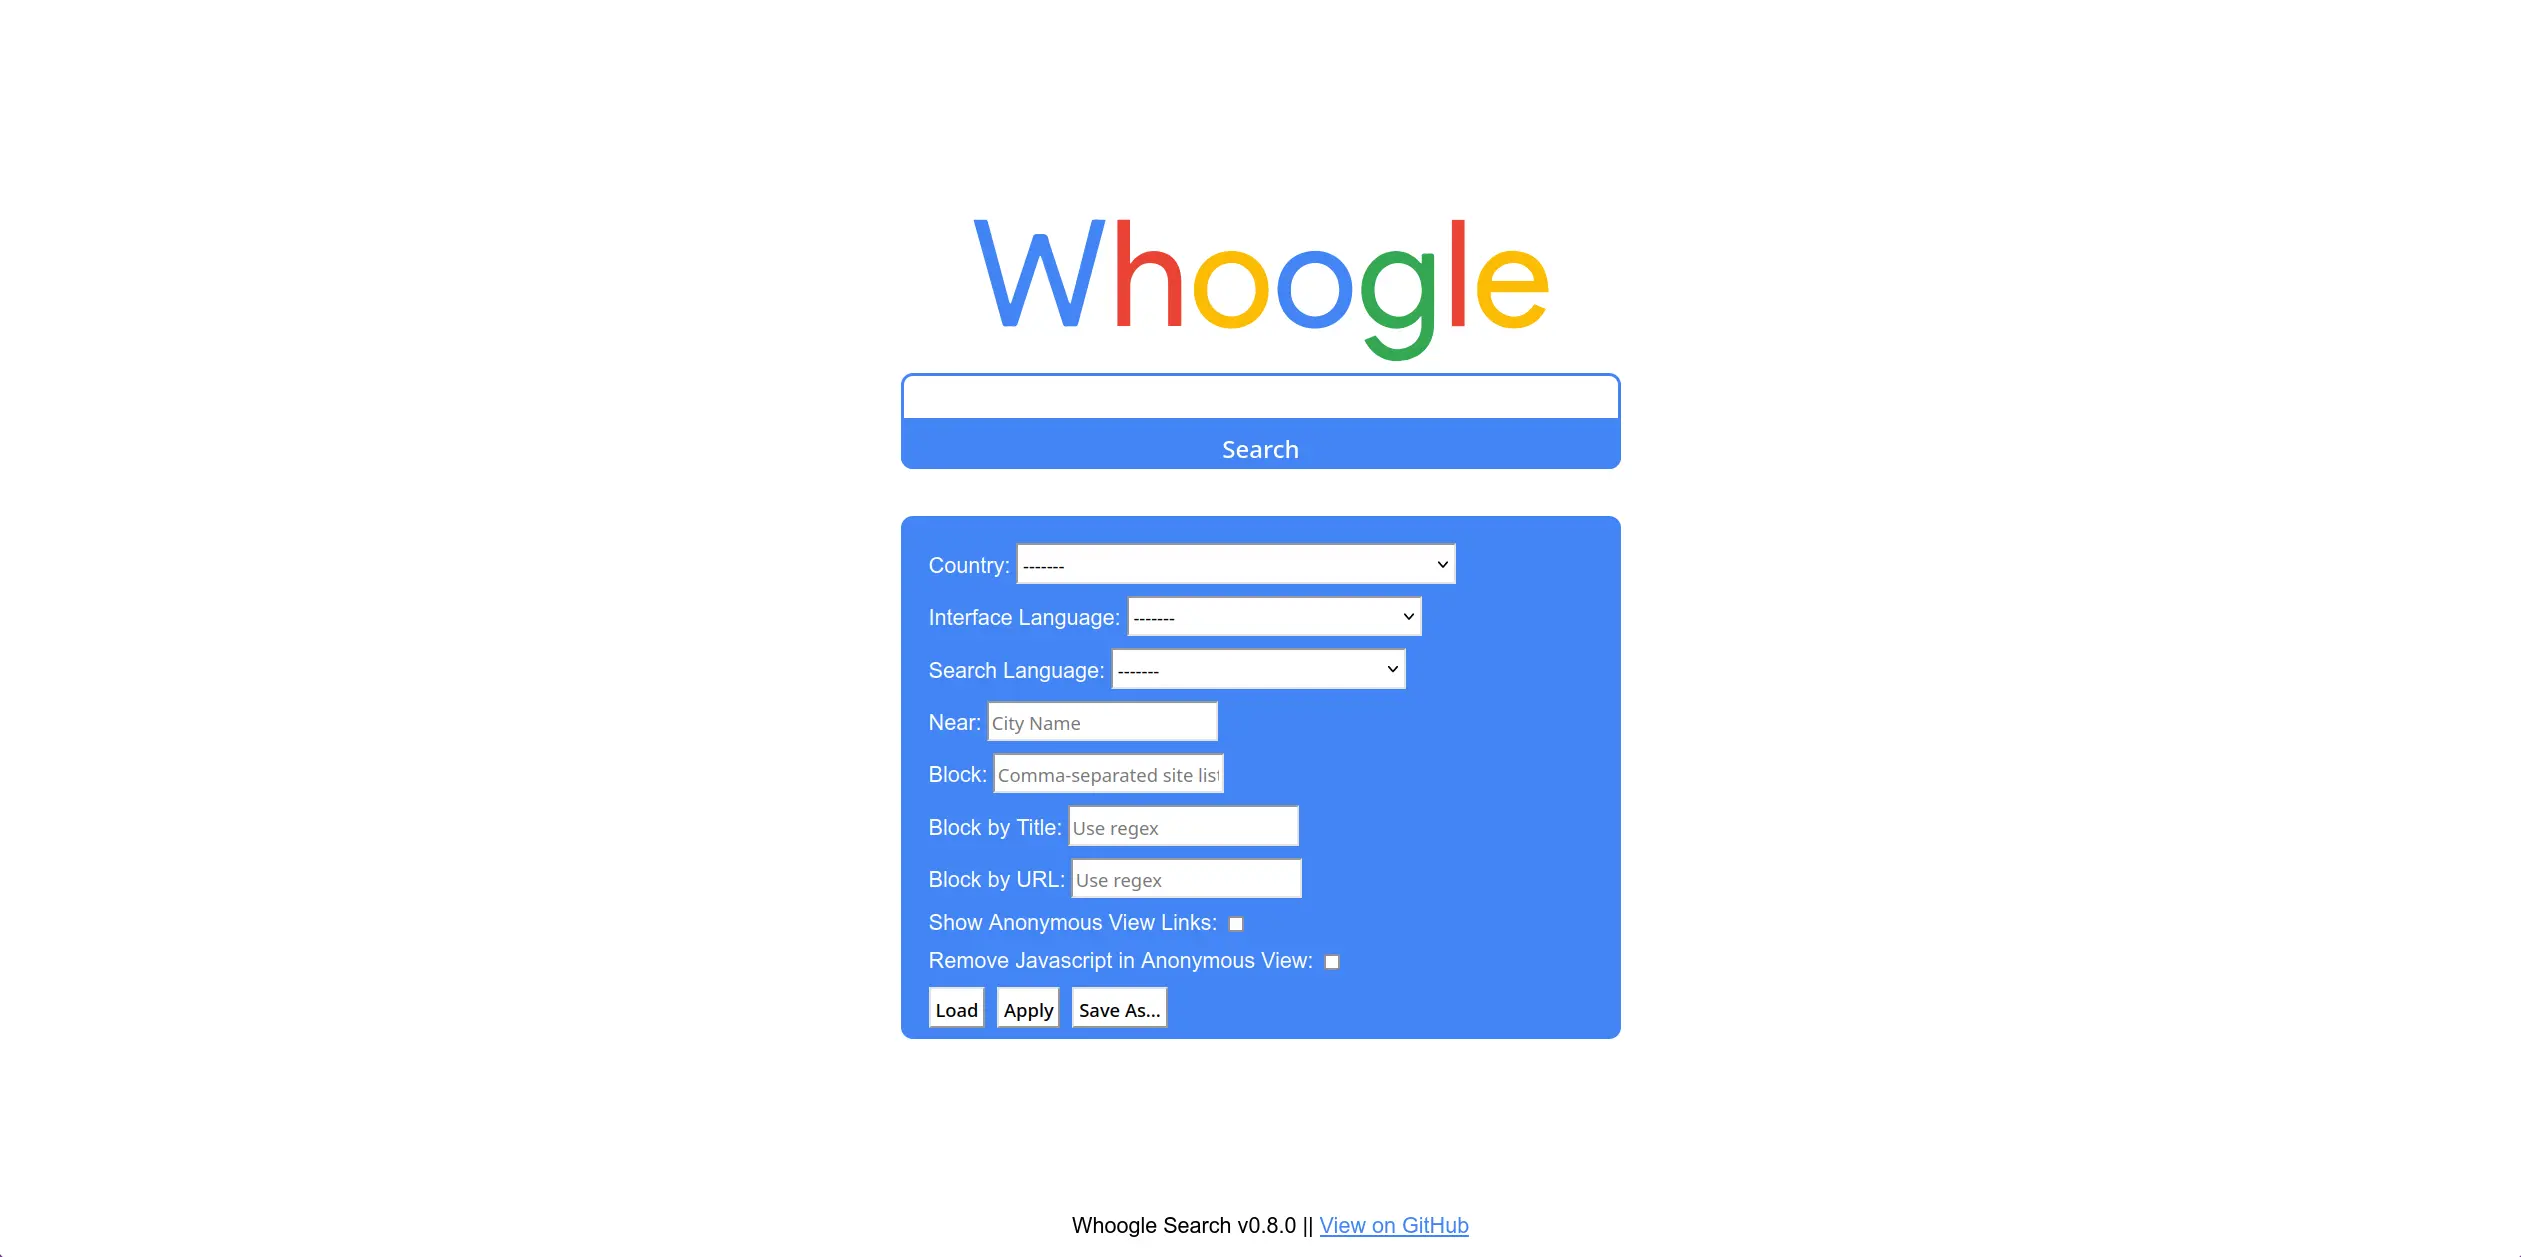 Whoogle
Search
Country: -------
Interface Language: -------
Search Language: -------
Near: City Name
Block: Comma-separated site list
Block by Title: Use regex
Block by URL: Use regex
Show Anonymous View Links:
Remove Javascript in Anonymous View:
Load Apply Save As...
Whoogle Search v0.8.0 || View on GitHub